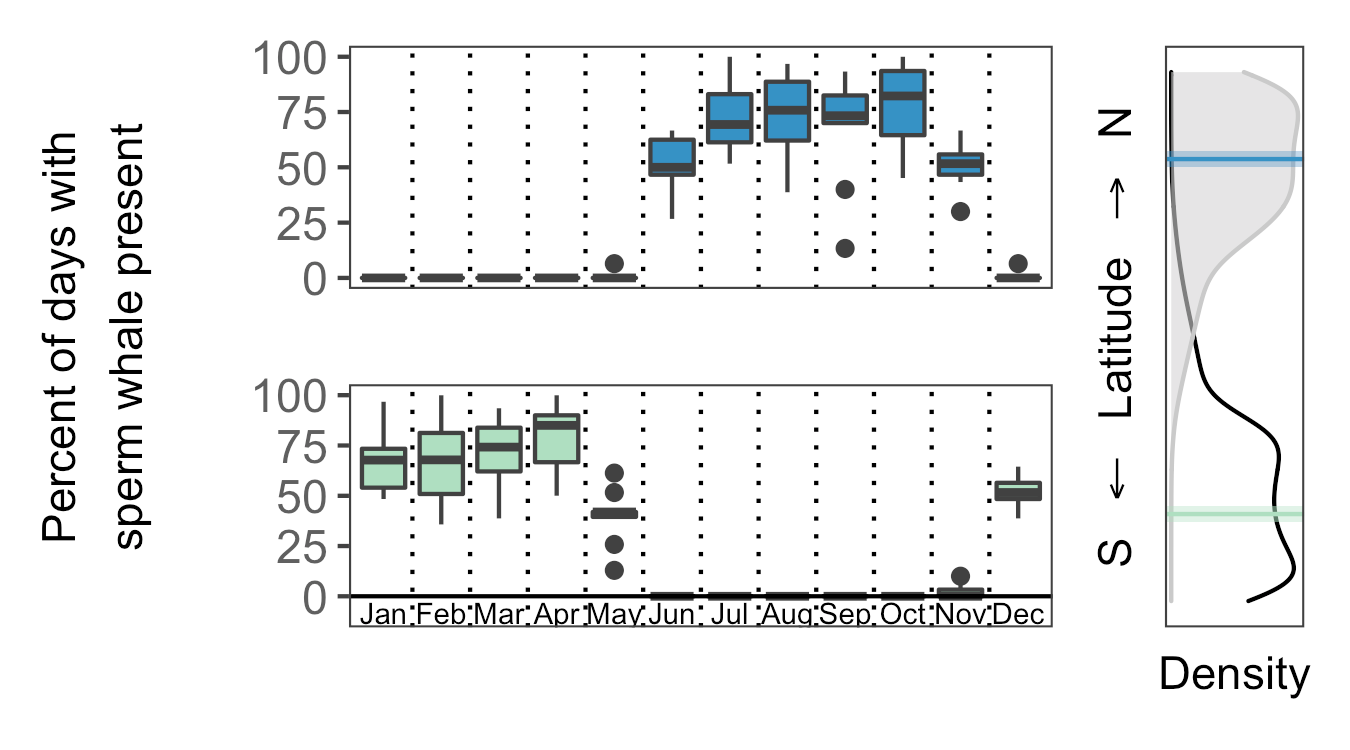 Percent of days with
sperm whale present
100
75
50
25
0
100
75
50
25
0
Jan Feb Mar Apr May Jun Jul Aug Sep Oct Nov Dec
S ← Latitude → N
Density